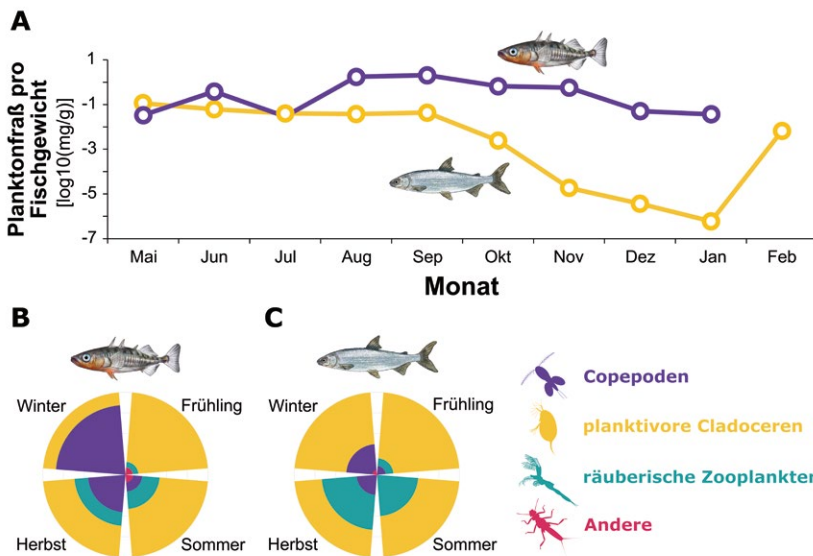 A
Planktonfraß pro
Fischgewicht
[log10(mg/g)]
1
-1
-3
-5
-7
Mai Jun Jul Aug Sep Okt Nov Dez Jan Feb
Monat
B
C
Winter
Frühling
Herbst
Sommer
Winter
Frühling
Herbst
Sommer
Copepoden
planktivore Cladoceren
räuberische Zooplankter
Andere